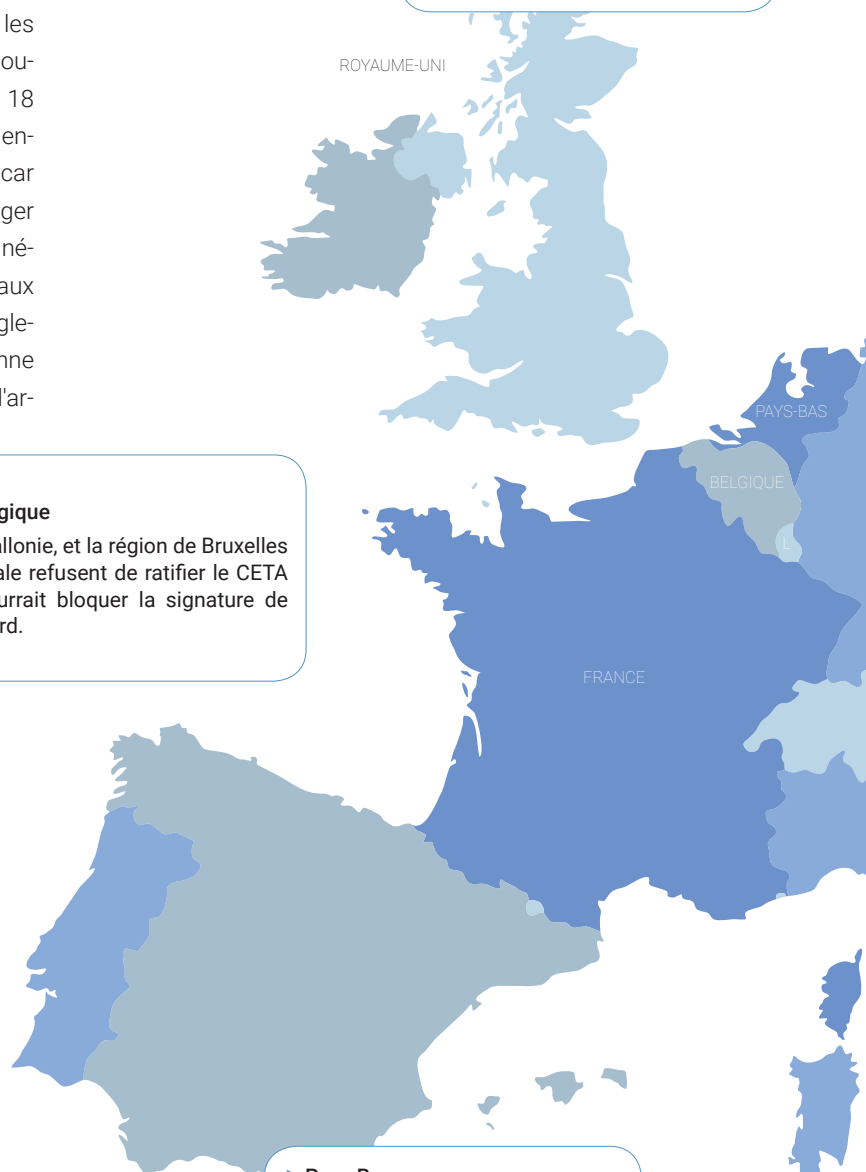 les
ou-
18
en-
car
ger
né-
aux
gle-
nne
l'ar-
ROYAUME-UNI
PAYS-BAS
BELGIQUE
L
FRANCE
gique
allonie, et la région de Bruxelles
ale refusent de ratifier le CETA
urrait bloquer la signature de
rd.